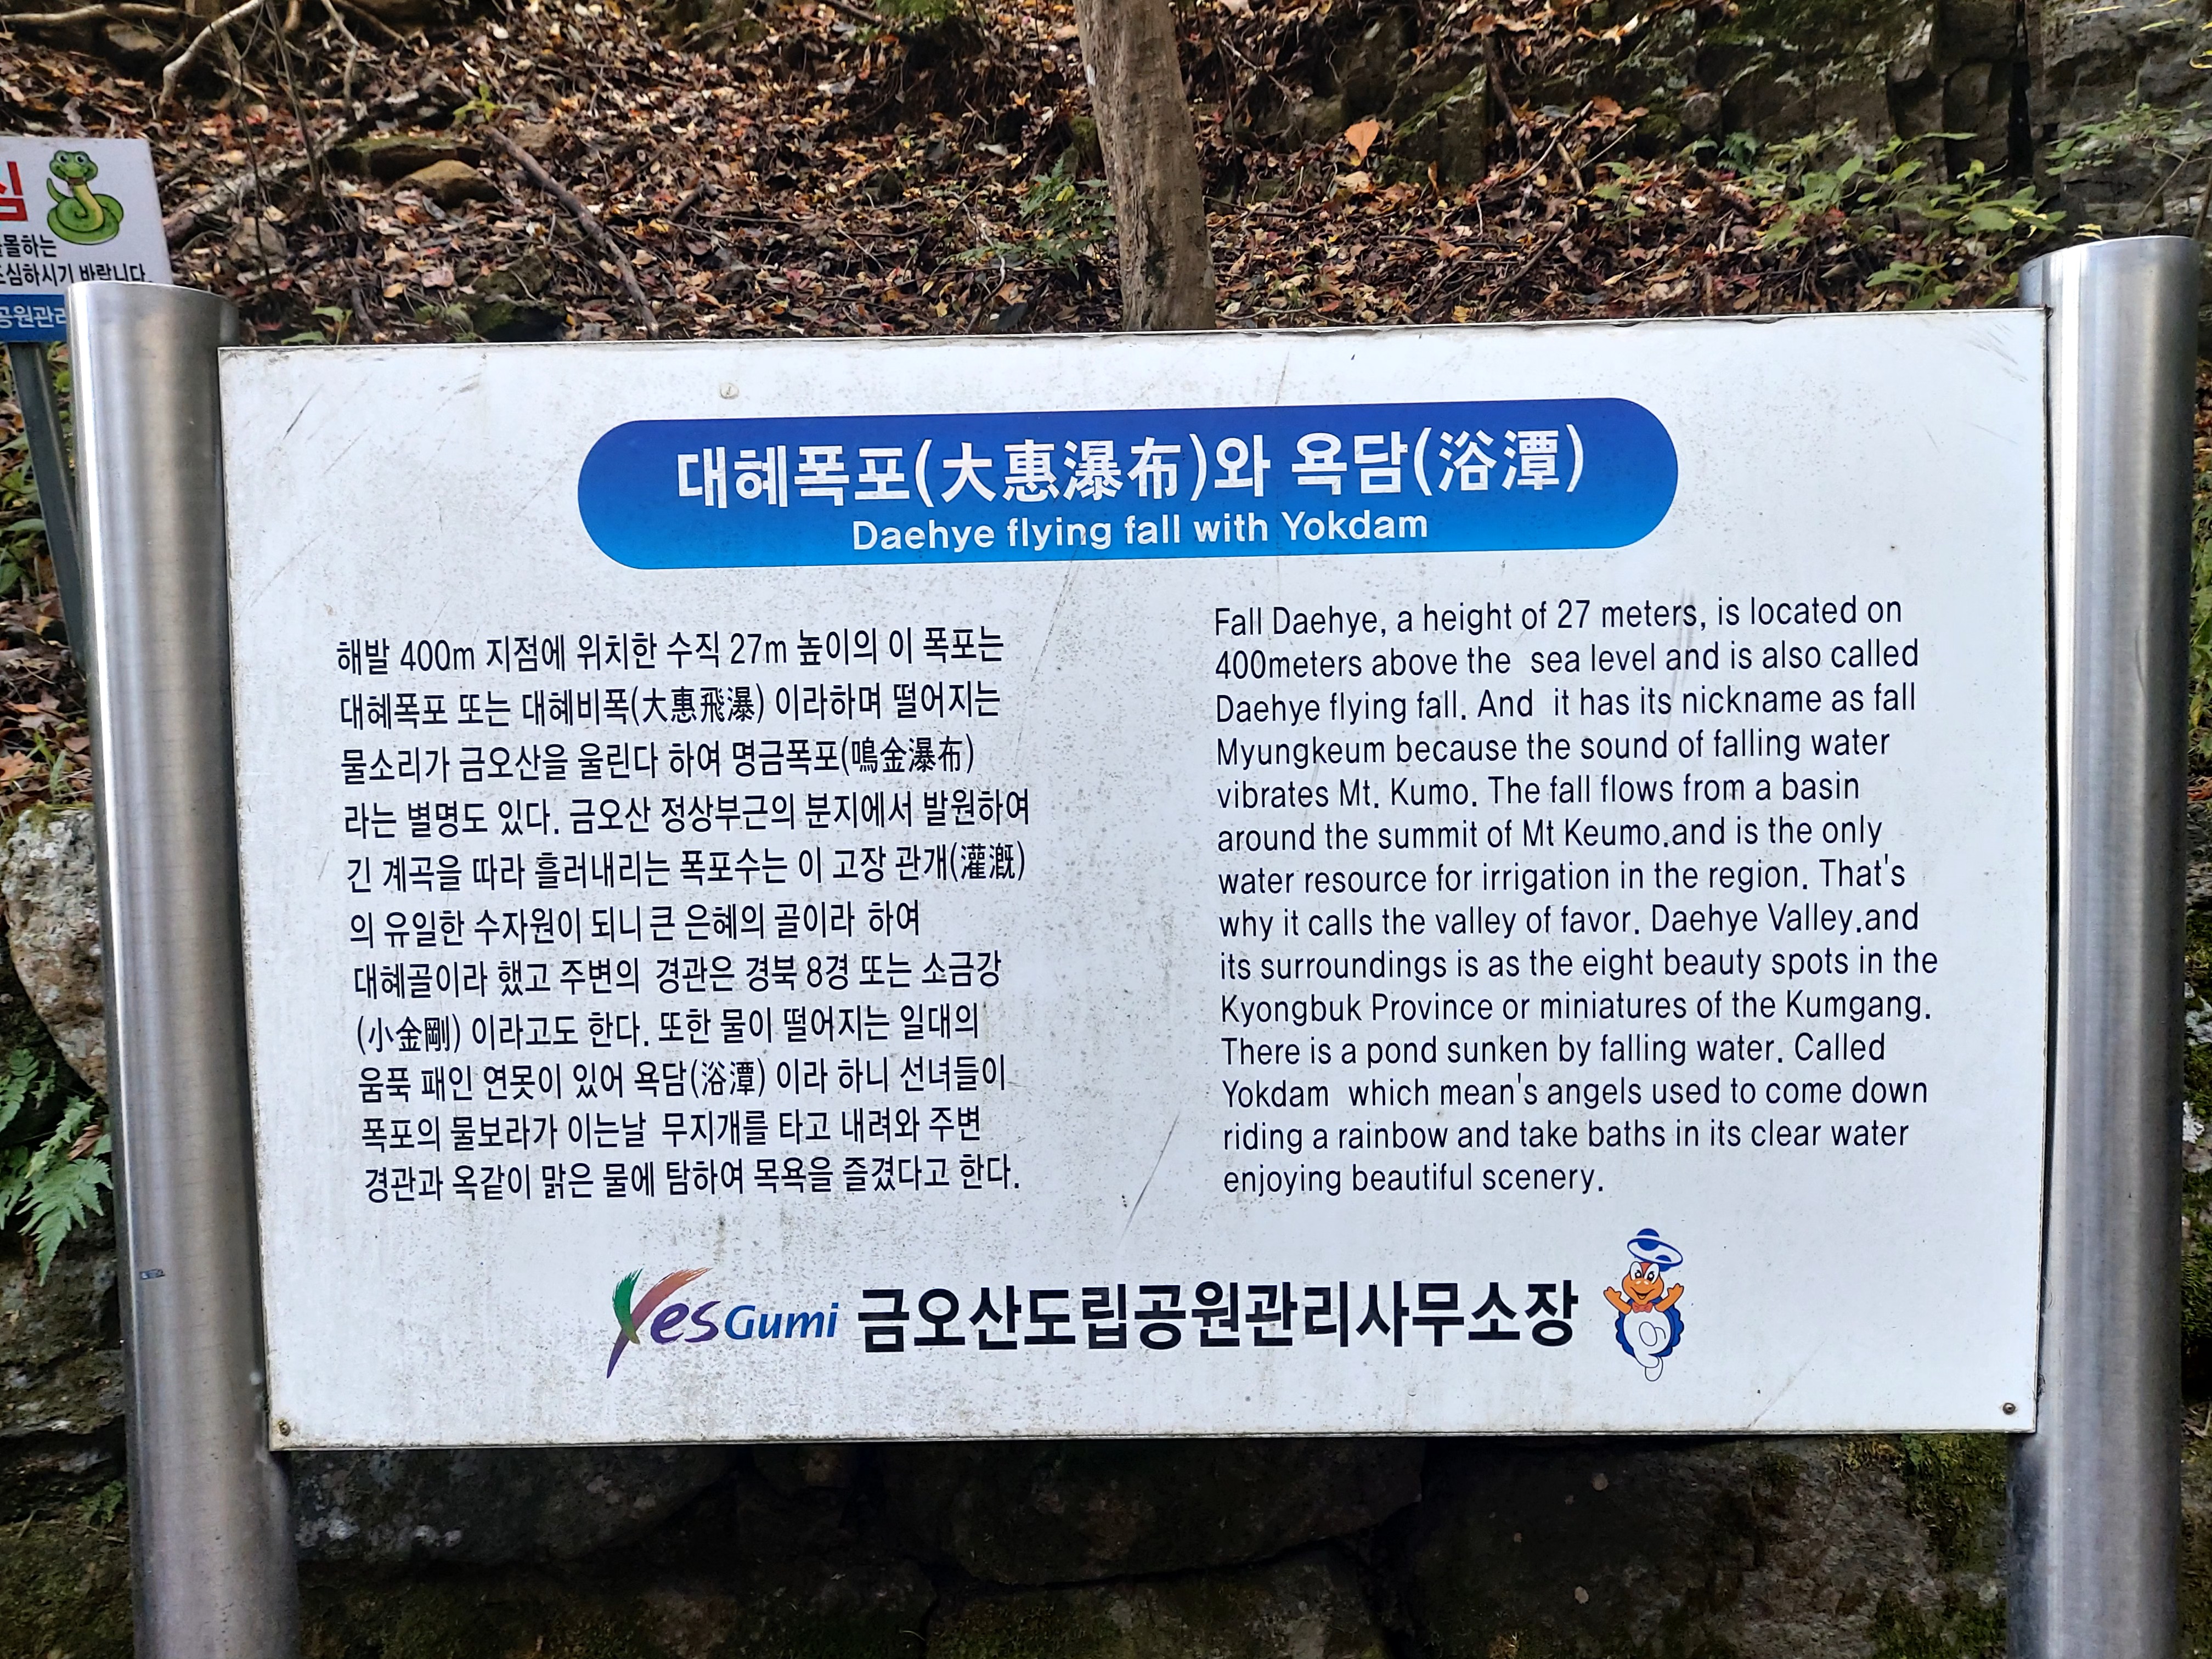 심
몰하는
조심하시기 바랍니다.
공원관리
대혜폭포(大惠瀑布)와 욕담(浴潭)
Daehye flying fall with Yokdam
해발 400m 지점에 위치한 수직 27m 높이의 이 폭포는
대혜폭포 또는 대혜비폭(大惠飛瀑) 이라하며 떨어지는
물소리가 금오산을 울린다 하여 명금폭포(鳴金瀑布)
라는 별명도 있다. 금오산 정상부근의 분지에서 발원하여
긴 계곡을 따라 흘러내리는 폭포수는 이 고장 관개(灌漑)
의 유일한 수자원이 되니 큰 은혜의 골이라 하여
대혜골이라 했고 주변의 경관은 경북 8경 또는 소금강
(小金剛) 이라고도 한다. 또한 물이 떨어지는 일대의
움푹 패인 연못이 있어 욕담(浴潭) 이라 하니 선녀들이
폭포의 물보라가 이는날 무지개를 타고 내려와 주변
경관과 옥같이 맑은 물에 탐하여 목욕을 즐겼다고 한다.
Fall Daehye, a height of 27 meters, is located on
400meters above the sea level and is also called
Daehye flying fall. And it has its nickname as fall
Myungkeum because the sound of falling water
vibrates Mt. Kumo. The fall flows from a basin
around the summit of Mt Keumo.and is the only
water resource for irrigation in the region. That's
why it calls the valley of favor. Daehye Valley.and
its surroundings is as the eight beauty spots in the
Kyongbuk Province or miniatures of the Kumgang.
There is a pond sunken by falling water. Called
Yokdam which mean's angels used to come down
riding a rainbow and take baths in its clear water
enjoying beautiful scenery.
Yes Gumi 금오산도립공원관리사무소장